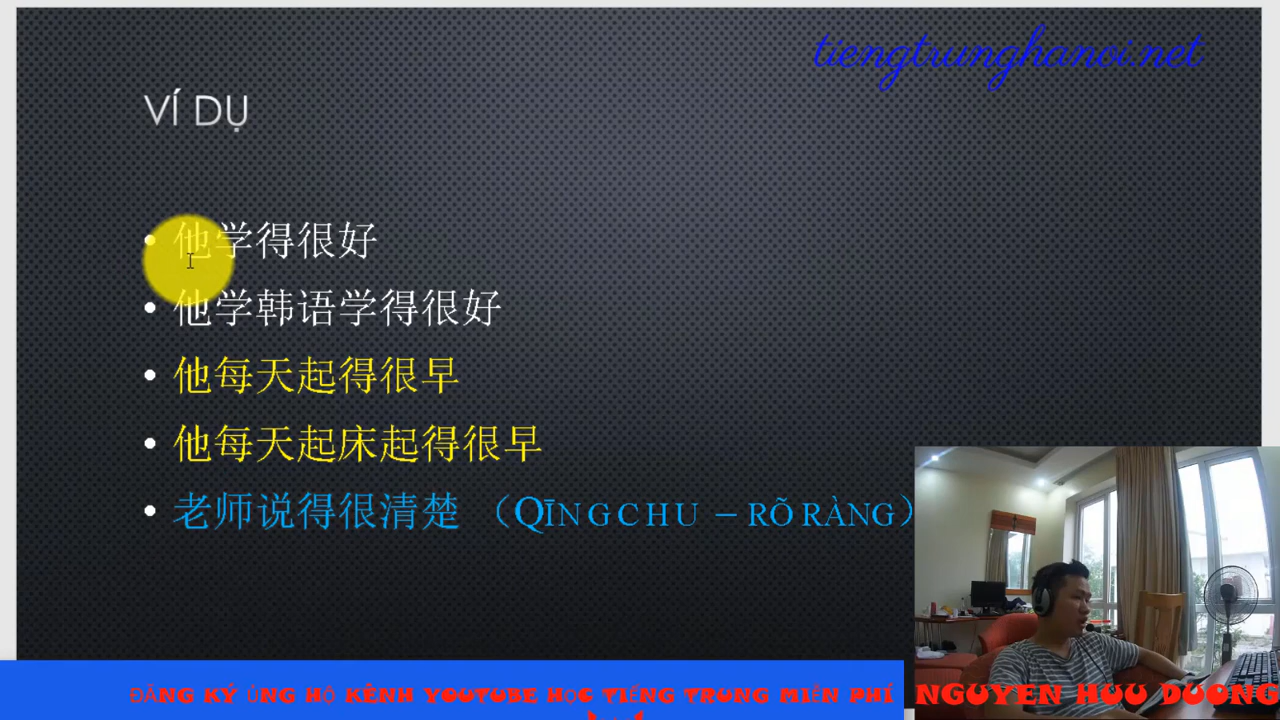 tiengtrunghanoi.net
VÍ DỤ
• 他学得很好
• 他学韩语学得很好
• 他每天起得很早
• 他每天起床起得很早
• 老师说得很清楚 （QĪNGCHU – RÕ RÀNG）
ĐĂNG KÝ ỦNG HỘ KÊNH YOUTUBE HỌC TIẾNG TRUNG MIỄN PHÍ
NGUYEN HUU DUONG